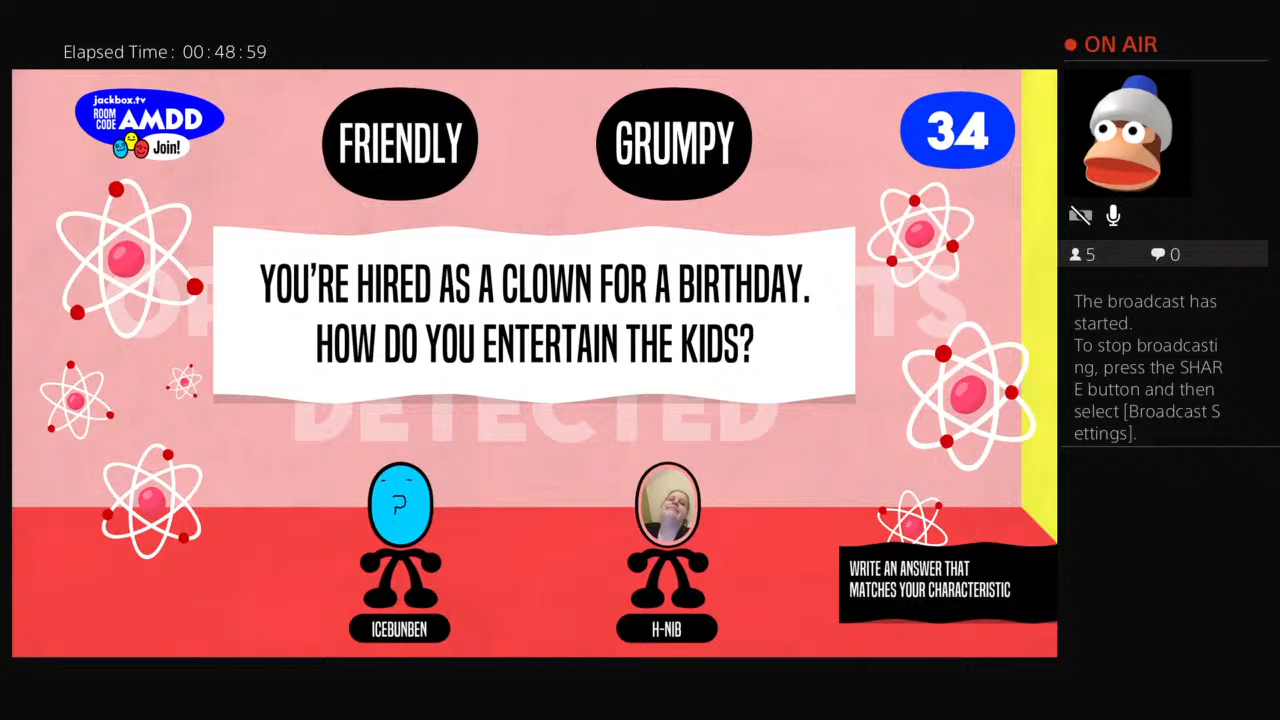 Elapsed Time: 00:48:59
ON AIR
jackbox.tv
ROOM CODE AMDD
Join!
FRIENDLY
GRUMPY
34
YOU'RE HIRED AS A CLOWN FOR A BIRTHDAY.
HOW DO YOU ENTERTAIN THE KIDS?
DETECTED
?
ICEBUNBEN
H-NIB
WRITE AN ANSWER THAT
MATCHES YOUR CHARACTERISTIC
5
0
The broadcast has
started.
To stop broadcasti
ng, press the SHAR
E button and then
select [Broadcast S
ettings].